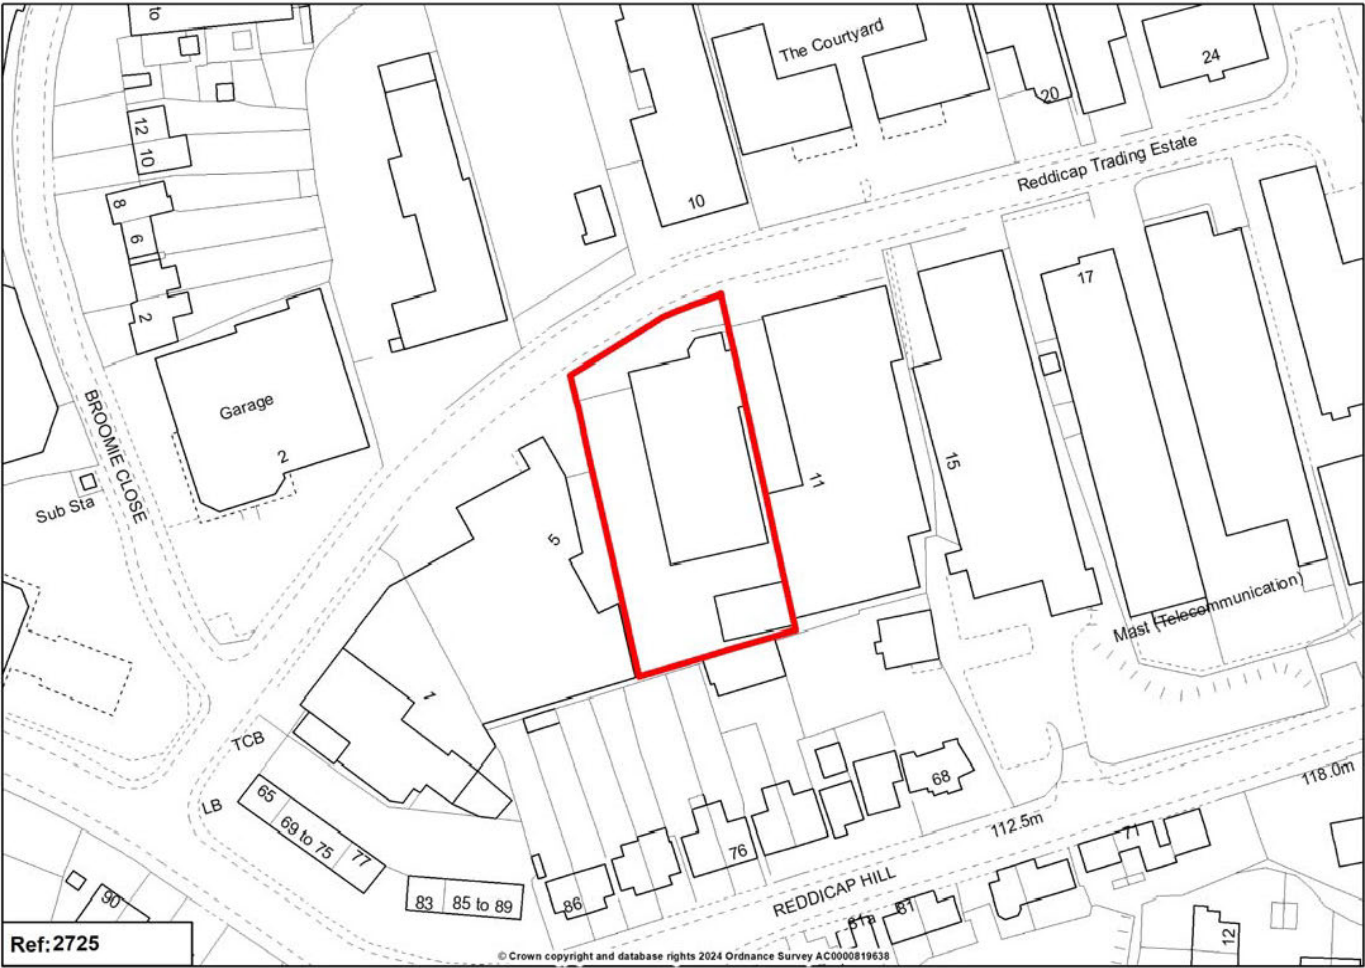 to
The Courtyard
24
20
12
10
Reddicap Trading Estate
8
10
6
17
2
Garage
BROOMIE CLOSE
2
11
15
Sub Sta
5
Mast (Telecommunication)
1
TCB
68
118.0m
LB
65
69 to 75
77
112.5m
71
76
REDDICAP HILL
83
85 to 89
86
90
81a
81
12
Ref:2725
© Crown copyright and database rights 2024 Ordnance Survey AC0000819638